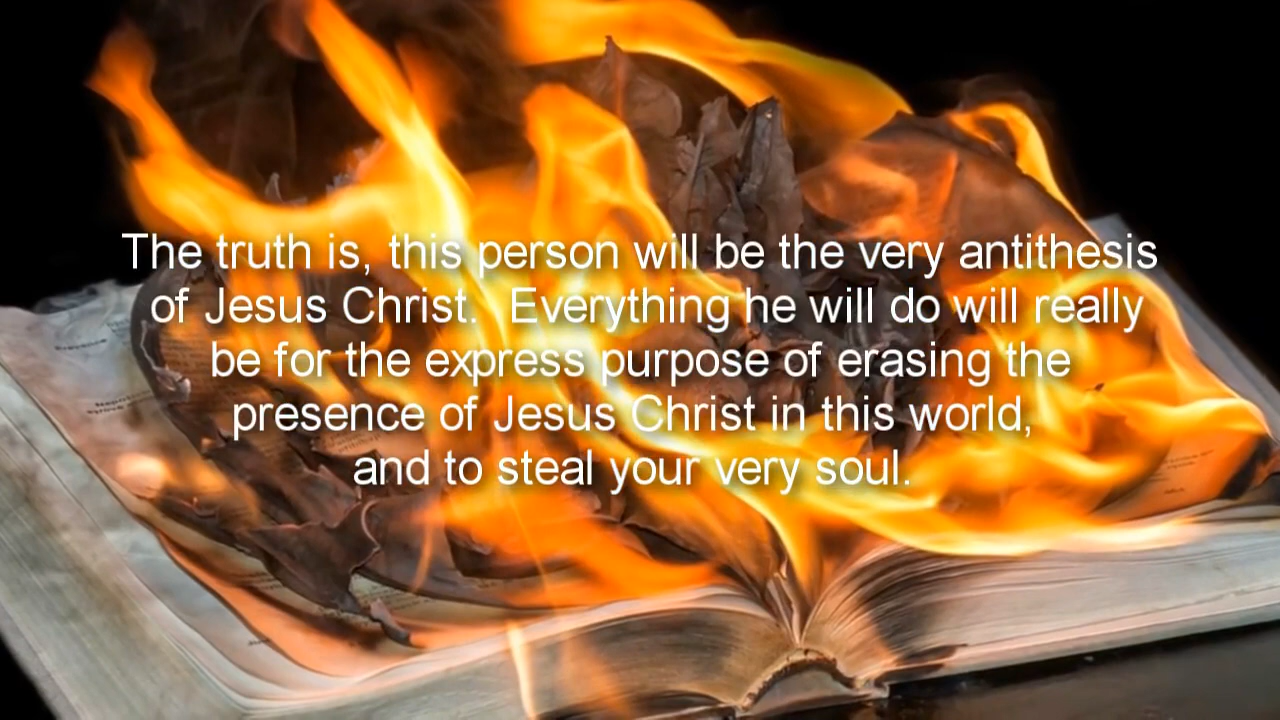 The truth is, this person will be the very antithesis
of Jesus Christ.  Everything he will do will really
be for the express purpose of erasing the
presence of Jesus Christ in this world,
and to steal your very soul.